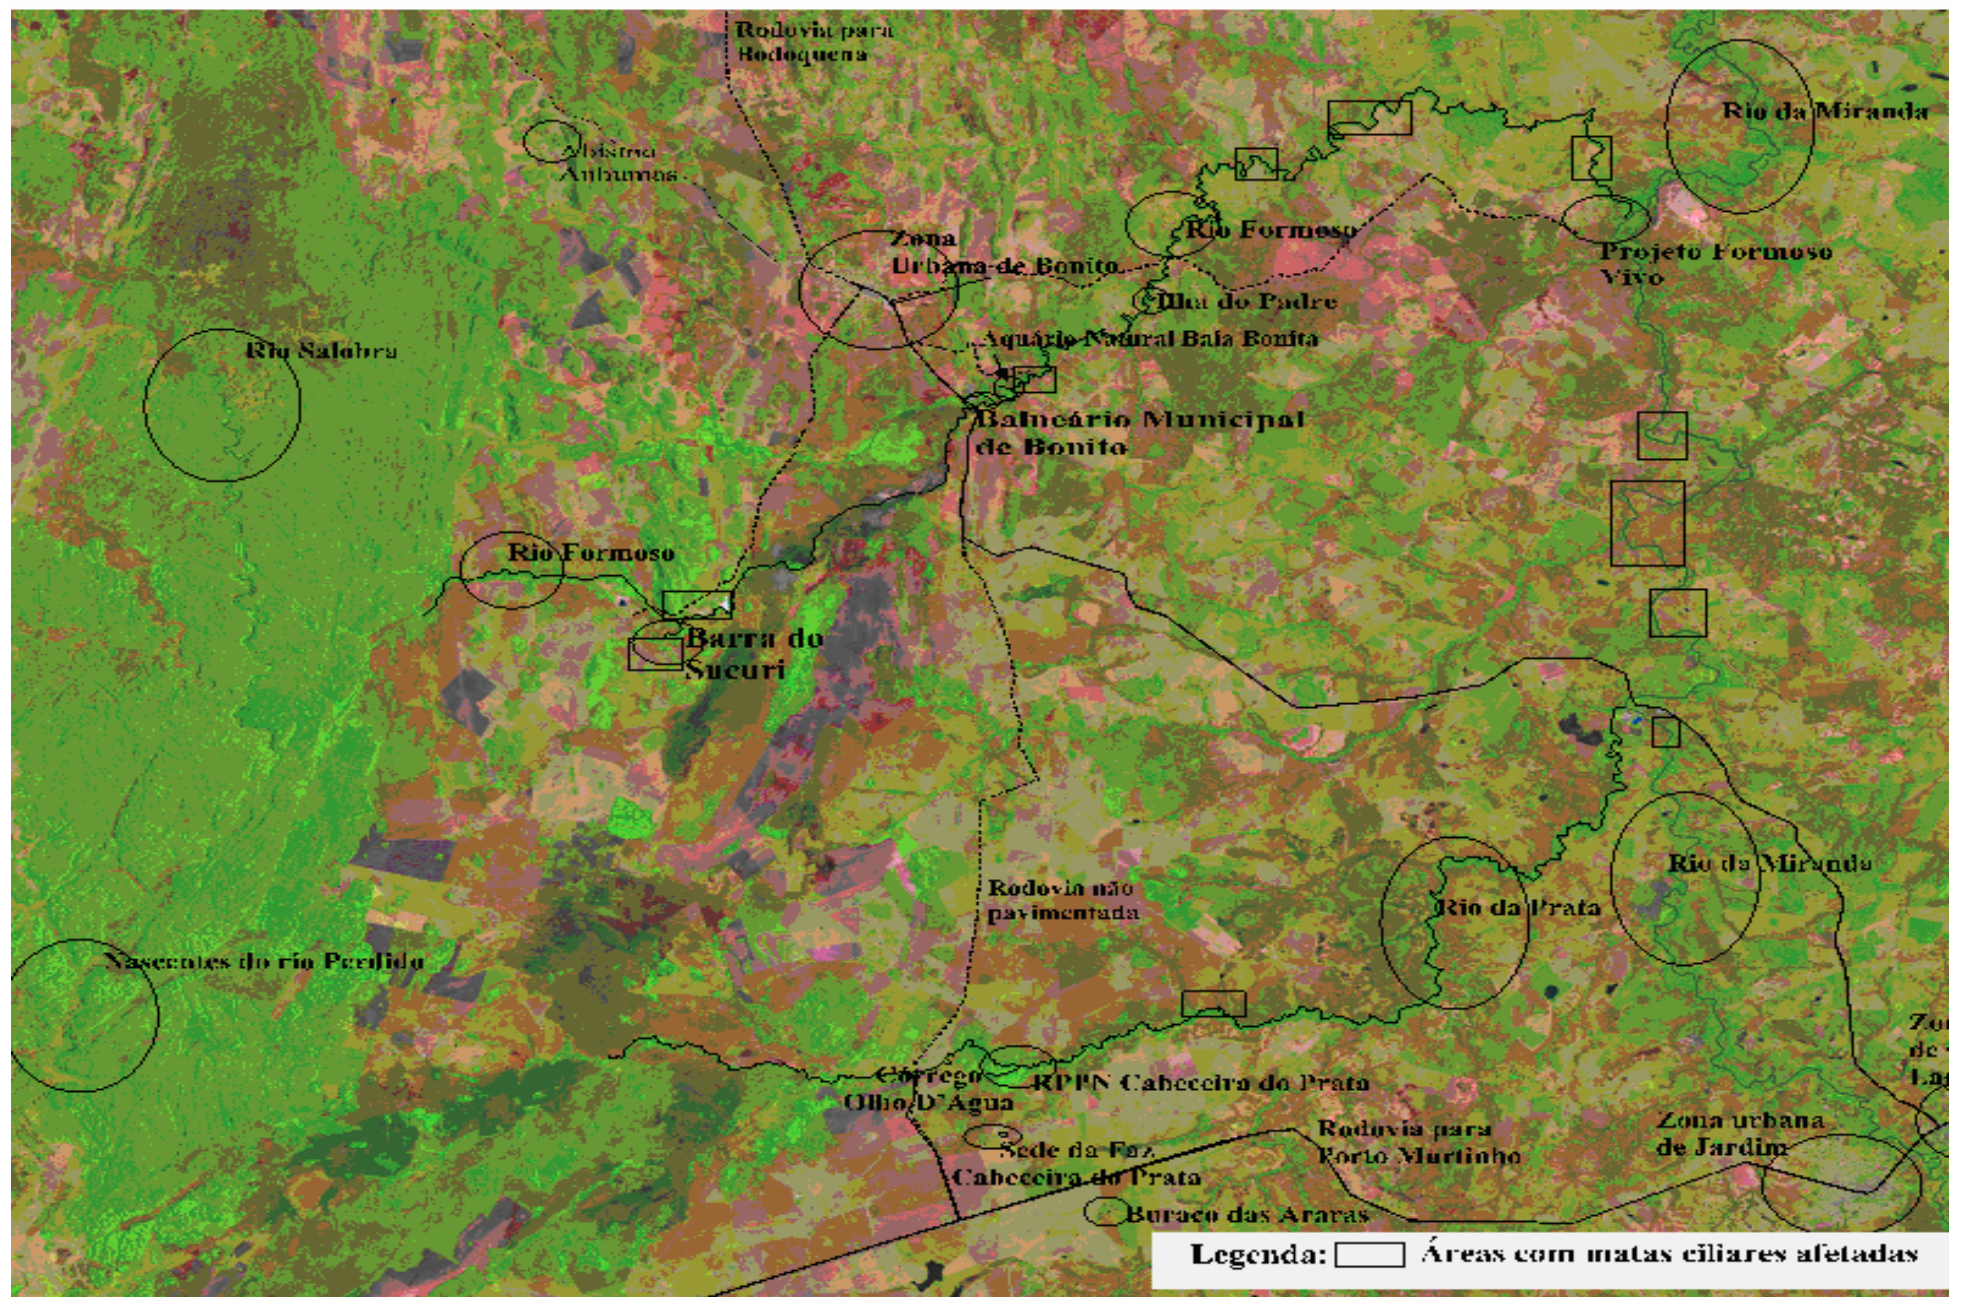 Rodovia para
Bodoquena
Rio da Miranda
Abismo
Anhumas
Zona
Urbana de Bonito
Rio Formoso
Projeto Formoso
Vivo
Ilha do Padre
Aquário Natural Baía Bonita
Rio Salobra
Balneário Municipal
de Bonito
Rio Formoso
Barra do
Sucuri
Rio da Miranda
Rodovia não
pavimentada
Rio da Prata
Nascentes do rio Perdido
Córrego
Olho D'Agua
RPPN Cabeceira do Prata
Sede da Faz
Cabeceira do Prata
Rodovia para
Porto Murtinho
Zona urbana
de Jardim
Buraco das Araras
Legenda: Áreas com matas ciliares afetadas